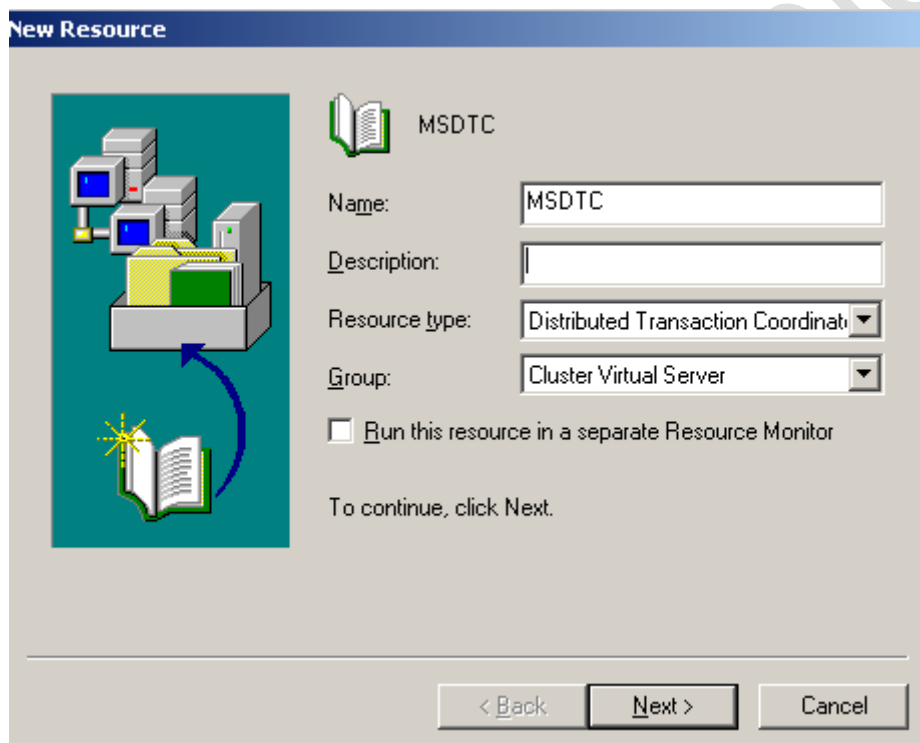 New Resource
MSDTC
Name: MSDTC
Description:
Resource type: Distributed Transaction Coordinat
Group: Cluster Virtual Server
Run this resource in a separate Resource Monitor
To continue, click Next.
< Back Next > Cancel